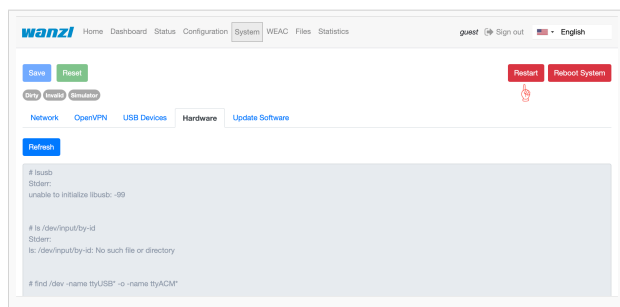 wanzl Home Dashboard Status Configuration System WEAC Files Statistics guest Sign out English
Save Reset Restart Reboot System
Dirty Invalid Simulator
Network OpenVPN USB Devices Hardware Update Software
Refresh
# lsusb
Stderr:
unable to initialize libusb: -99
# ls /dev/input/by-id
Stderr:
ls: /dev/input/by-id: No such file or directory
# find /dev -name ttyUSB* -o -name ttyACM*